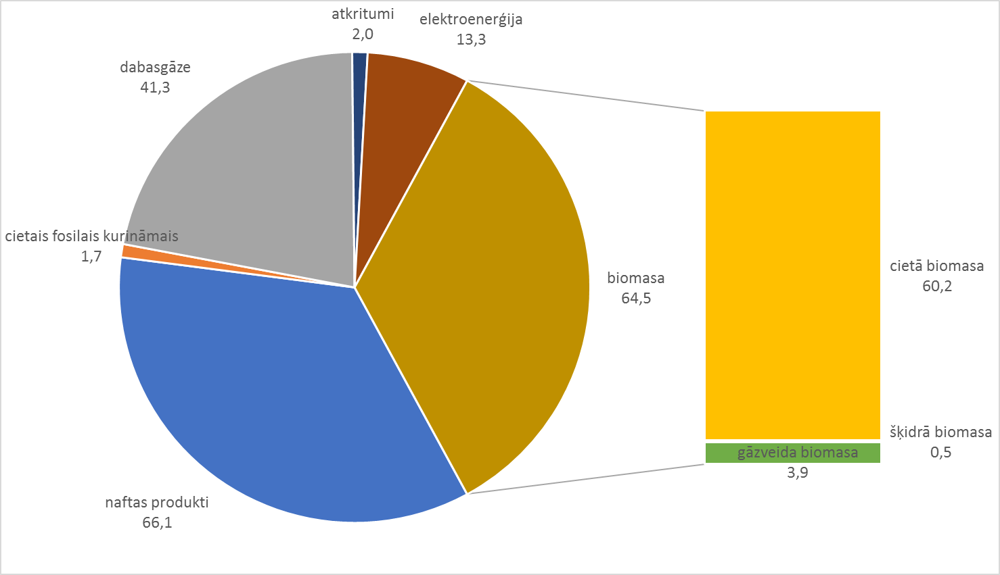 atkritumi
2,0
elektroenerģija
13,3
dabasgāze
41,3
cietais fosilais kurināmais
1,7
biomasa
64,5
cietā biomasa
60,2
šķidrā biomasa
0,5
gāzveida biomasa
3,9
naftas produkti
66,1